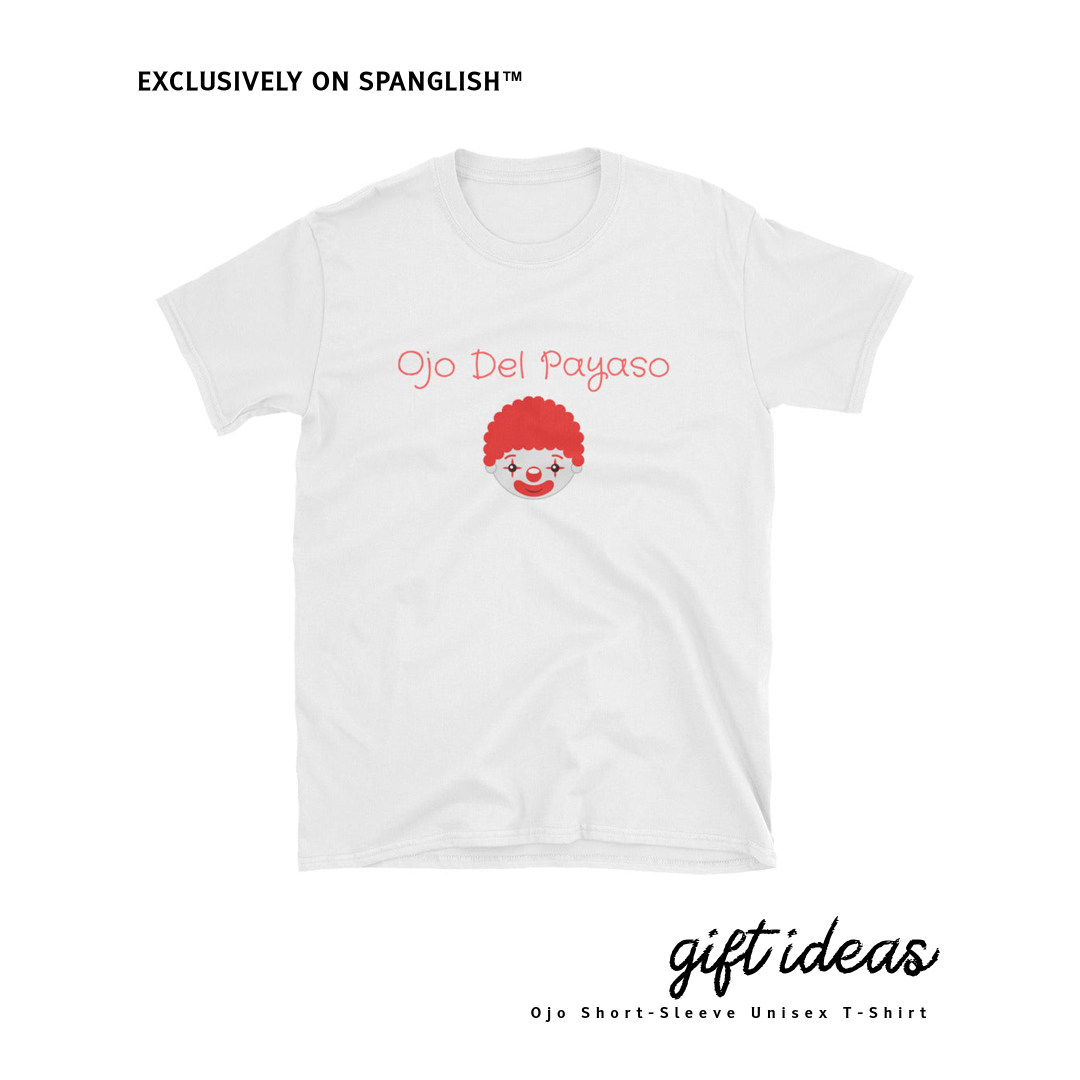 EXCLUSIVELY ON SPANGLISH™
Ojo Del Payaso
gift ideas
Ojo Short-Sleeve Unisex T-Shirt